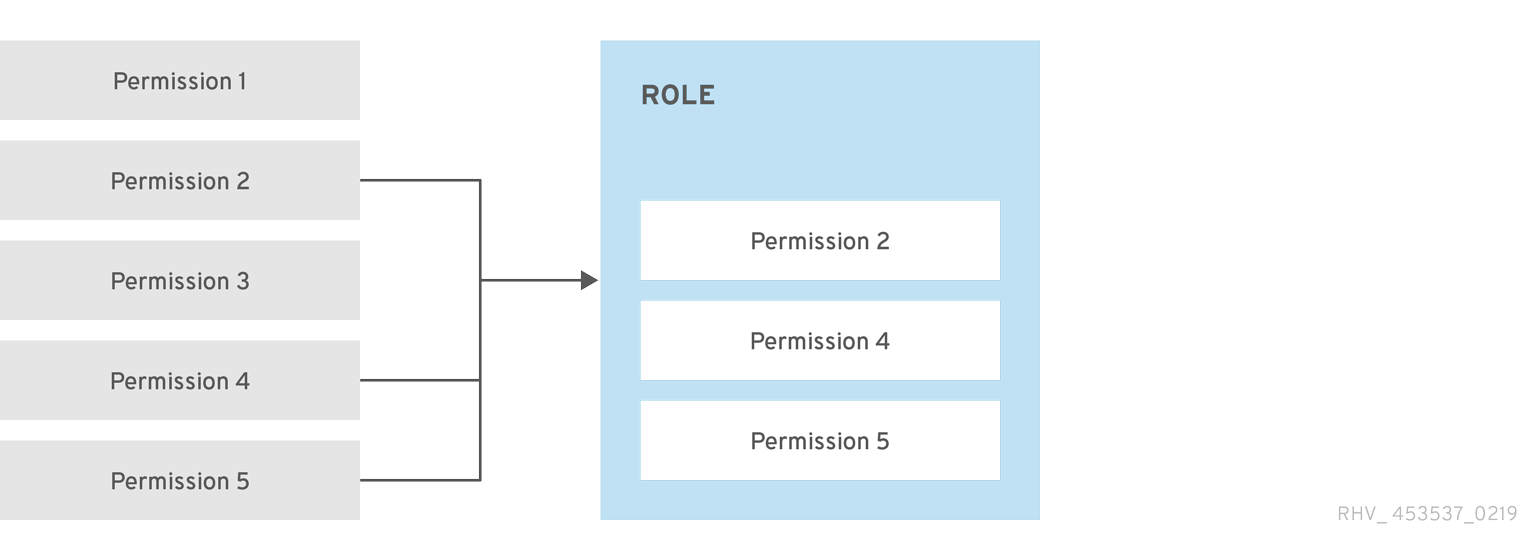 Permission 1
Permission 2
Permission 3
Permission 4
Permission 5
ROLE
Permission 2
Permission 4
Permission 5
RHV_ 453537_0219